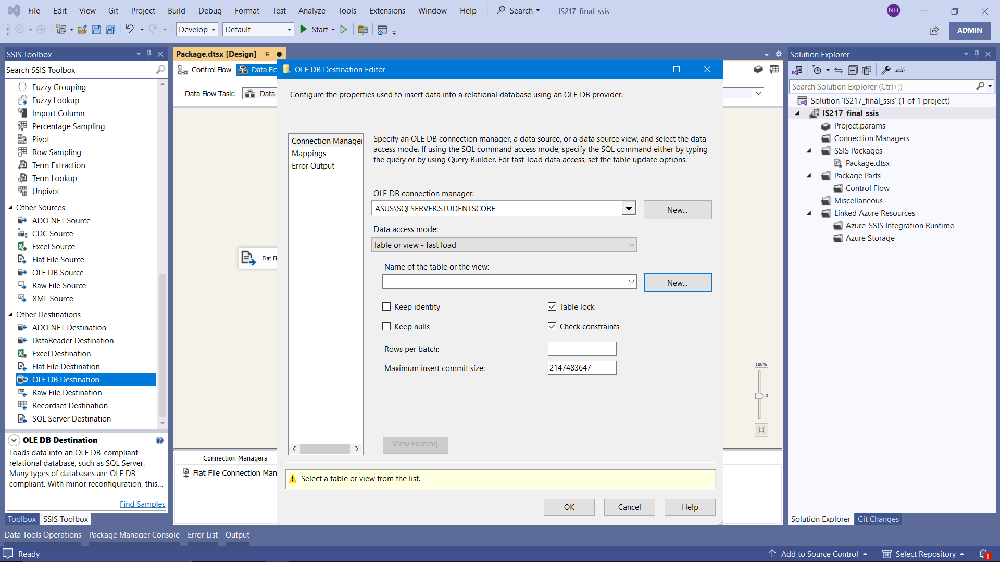 File Edit View Git Project Build Debug Format Test Analyze Tools Extensions Window Help Search IS217_final_ssis NH
Develop Default Start ADMIN
SSIS Toolbox
Search SSIS Toolbox
Fuzzy Grouping
Fuzzy Lookup
Import Column
Percentage Sampling
Pivot
Row Sampling
Term Extraction
Term Lookup
Unpivot
Other Sources
ADO NET Source
CDC Source
Excel Source
Flat File Source
OLE DB Source
Raw File Source
XML Source
Other Destinations
ADO NET Destination
DataReader Destination
Excel Destination
Flat File Destination
OLE DB Destination
Raw File Destination
Recordset Destination
SQL Server Destination
OLE DB Destination
Loads data into an OLE DB-compliant
relational database, such as SQL Server.
Many types of databases are OLE DB-
compliant. With minor reconfiguration, this...
Find Samples
Toolbox SSIS Toolbox
Package.dtsx [Design]
Control Flow Data Flo
Data Flow Task: Data
Flat Fi
100%
Connection Managers
Flat File Connection Man
OLE DB Destination Editor
Configure the properties used to insert data into a relational database using an OLE DB provider.
Connection Manager
Mappings
Error Output
Specify an OLE DB connection manager, a data source, or a data source view, and select the data
access mode. If using the SQL command access mode, specify the SQL command either by typing
the query or by using Query Builder. For fast-load data access, set the table update options.
OLE DB connection manager:
ASUS\SQLSERVER.STUDENTSCORE New...
Data access mode:
Table or view - fast load
Name of the table or the view:
New...
Keep identity Table lock
Keep nulls Check constraints
Rows per batch:
Maximum insert commit size: 2147483647
View Existing
Select a table or view from the list.
OK Cancel Help
Solution Explorer
Search Solution Explorer (Ctrl+;)
Solution 'IS217_final_ssis' (1 of 1 project)
IS217_final_ssis
Project.params
Connection Managers
SSIS Packages
Package.dtsx
Package Parts
Control Flow
Miscellaneous
Linked Azure Resources
Azure-SSIS Integration Runtime
Azure Storage
Solution Explorer Git Changes
Data Tools Operations Package Manager Console Error List Output
Ready Add to Source Control Select Repository 1